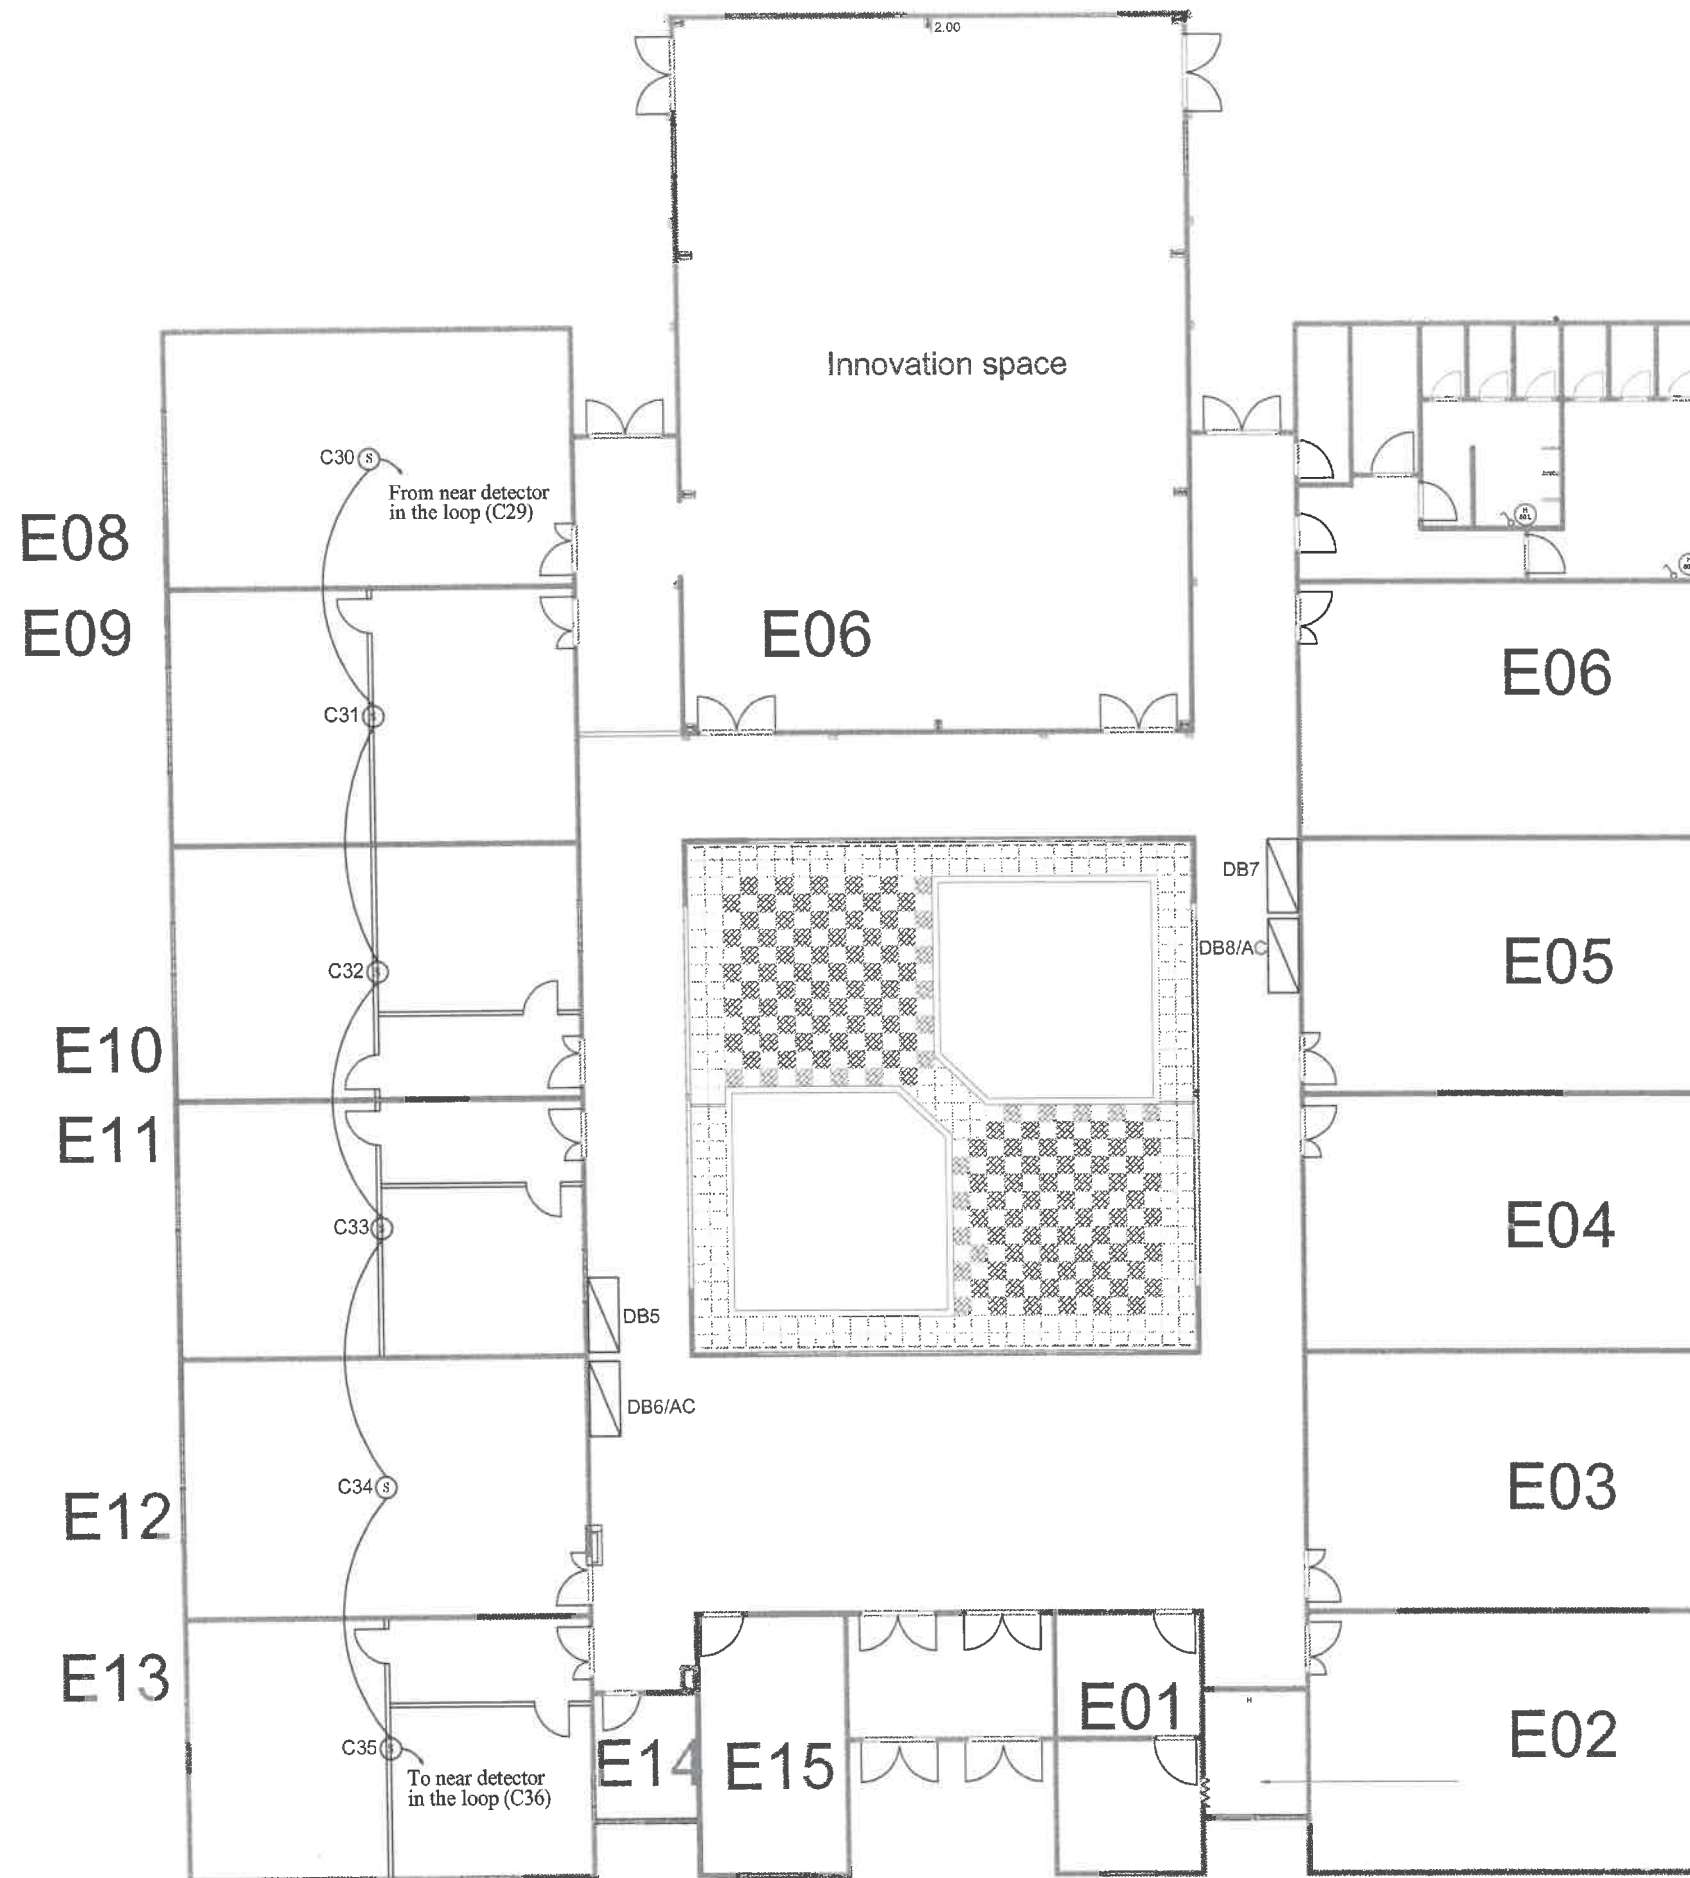 2.00
Innovation space
C30 S
From near detector
in the loop (C29)
E08
H
80 L
E09
E06
E06
C31 S
DB7
DB8/AC
E05
C32 S
E10
E11
E04
C33 S
DB5
DB6/AC
C34 S
E03
E12
E13
E01
H
E02
C35 S
E14
E15
To near detector
in the loop (C36)